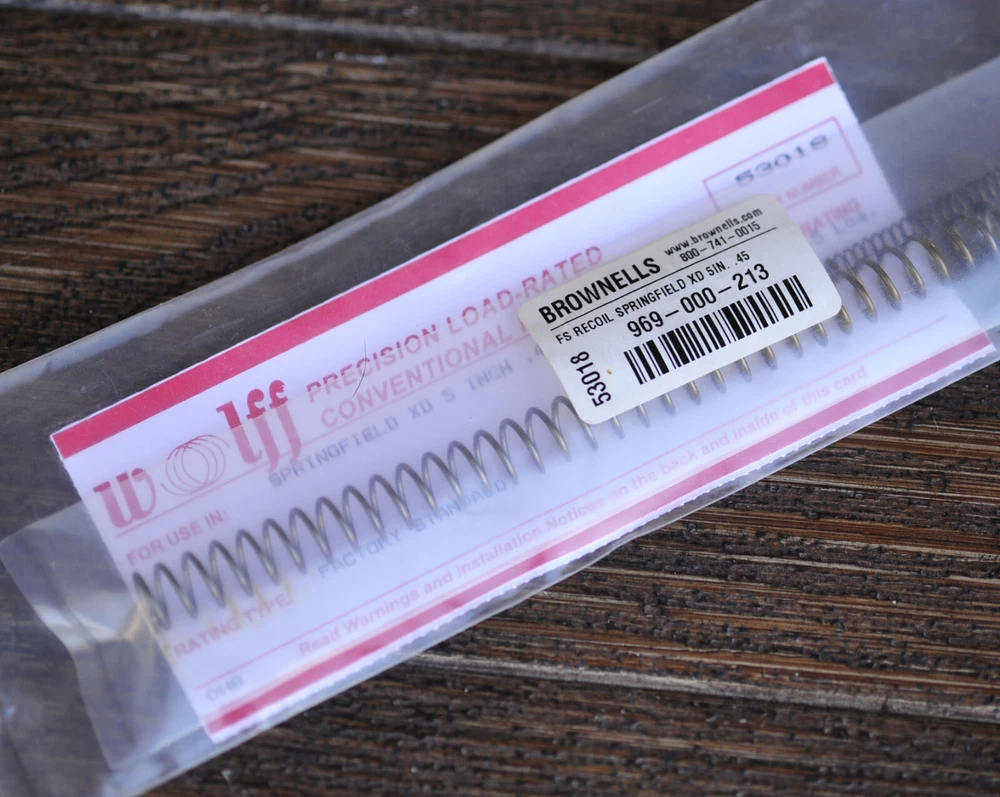 53018
NUMBER
RATING
wolff
PRECISION LOAD-RATED
CONVENTIONAL
SPRINGFIELD XD 5 INCH
FOR USE IN:
FACTORY STANDARD
RATING TYPE
Read Warnings and Installation Notices on the back and inside of this card
BROWNELLS
www.brownells.com
800-741-0015
FS RECOIL SPRINGFIELD XD 5IN. .45
969-000-213
53018